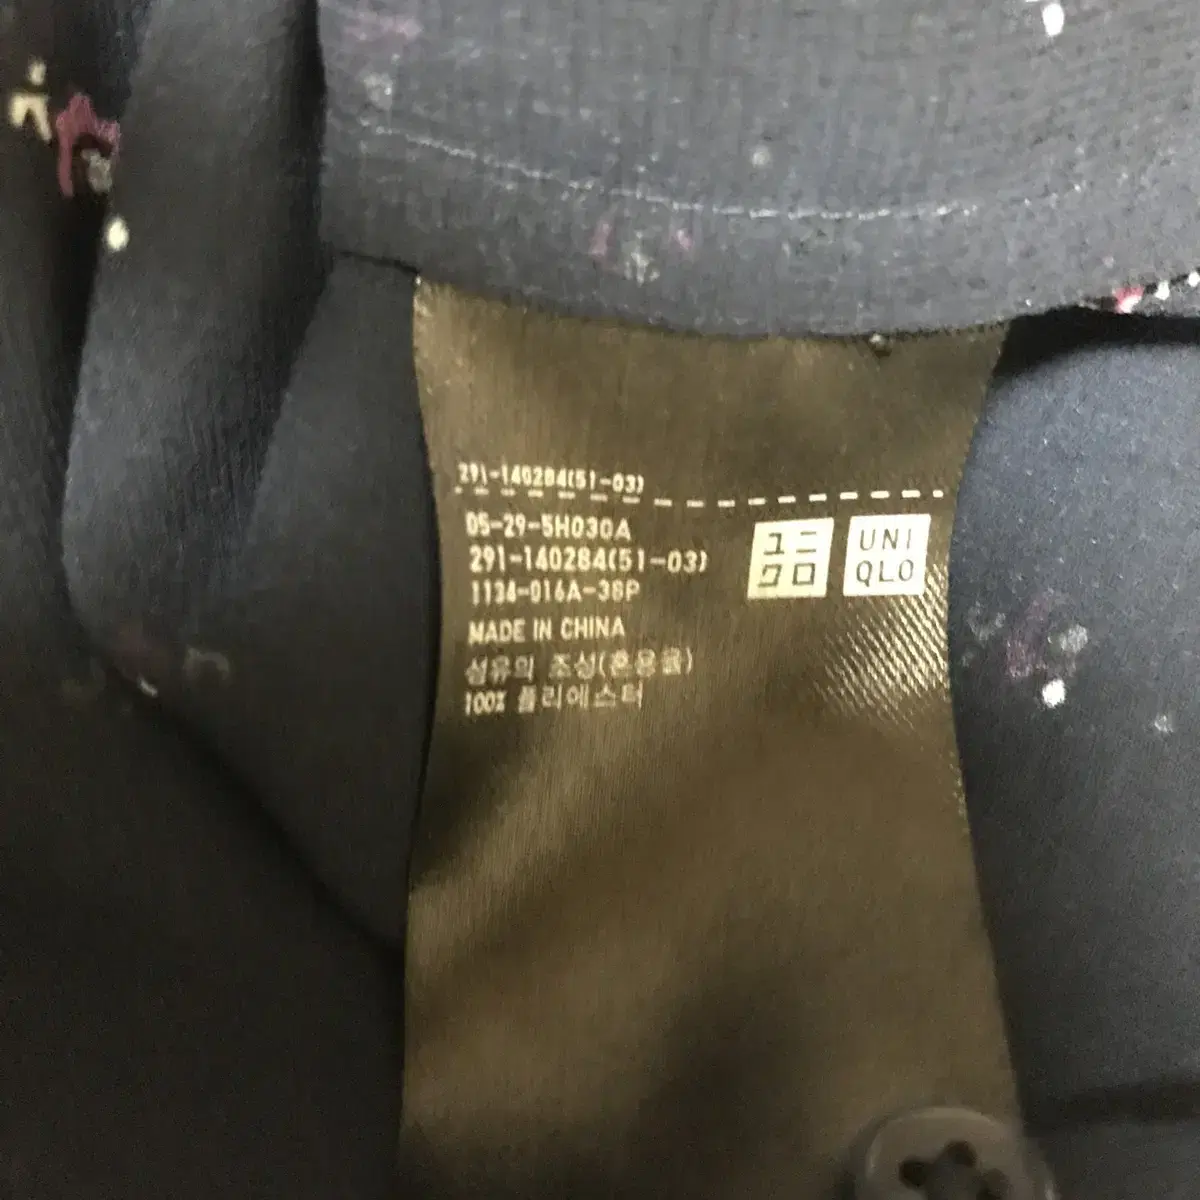 291-140284(51-03)
05-29-5H030A
291-140284(51-03)
1134-016A-38P
MADE IN CHINA
섬유의 조성(혼용율)
100% 폴리에스터
ユニ
クロ
UNI
QLO